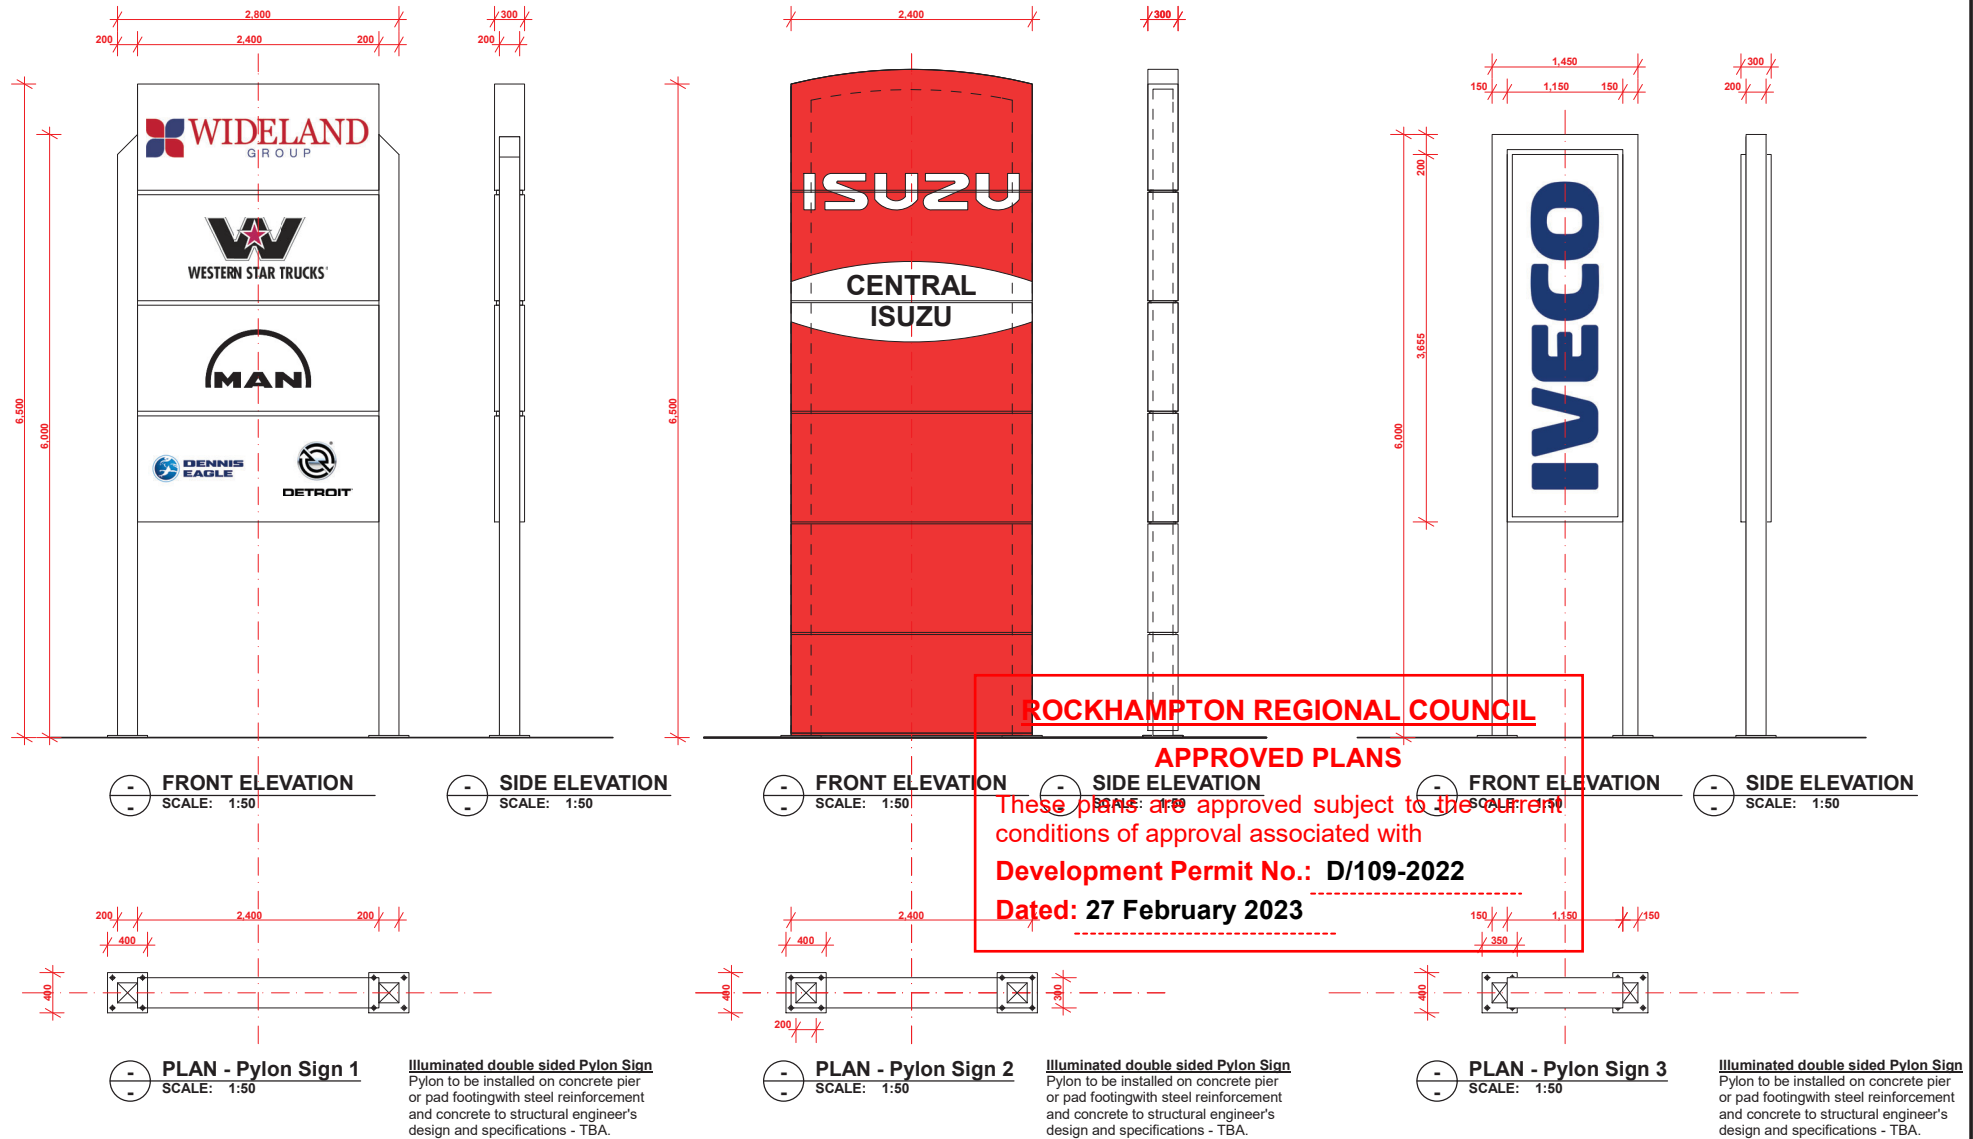 2,800
300
2,400
300
200
2,400
200
200
1,450
300
150
1,150
150
200
WIDELAND
GROUP
WESTERN STAR TRUCKS
MAN
DENNIS
EAGLE
DETROIT
6,500
6,000
ISUZU
CENTRAL
ISUZU
6,500
IVECO
200
3,655
6,000
ROCKHAMPTON REGIONAL COUNCIL
APPROVED PLANS
These plans are approved subject to the current
conditions of approval associated with
Development Permit No.: D/109-2022
Dated: 27 February 2023
- FRONT ELEVATION
- SCALE: 1:50
- SIDE ELEVATION
- SCALE: 1:50
- FRONT ELEVATION
- SCALE: 1:50
- SIDE ELEVATION
- SCALE: 1:50
- FRONT ELEVATION
- SCALE: 1:50
- SIDE ELEVATION
- SCALE: 1:50
200
2,400
200
400
400
2,400
400
400
300
200
150
1,150
150
350
400
- PLAN - Pylon Sign 1
- SCALE: 1:50
Illuminated double sided Pylon Sign
Pylon to be installed on concrete pier
or pad footingwith steel reinforcement
and concrete to structural engineer's
design and specifications - TBA.
- PLAN - Pylon Sign 2
- SCALE: 1:50
Illuminated double sided Pylon Sign
Pylon to be installed on concrete pier
or pad footingwith steel reinforcement
and concrete to structural engineer's
design and specifications - TBA.
- PLAN - Pylon Sign 3
- SCALE: 1:50
Illuminated double sided Pylon Sign
Pylon to be installed on concrete pier
or pad footingwith steel reinforcement
and concrete to structural engineer's
design and specifications - TBA.